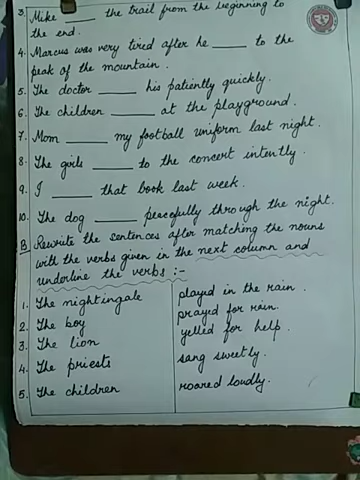 3. Mike ____ the trail from the beginning to
the end.
4. Marcus was very tired after he ____ to the
peak of the mountain.
5. The doctor ____ his patiently quickly.
6. The children ____ at the playground.
7. Mom ____ my football uniform last night.
8. The girls ____ to the concert intently.
9. I ____ that book last week.
10. The dog ____ peacefully through the night.
B Rewrite the sentences after matching the nouns
with the verbs given in the next column and
underline the verbs :-
1. The nightingale played in the rain.
2. The boy prayed for rain.
3. The lion yelled for help.
4. The priests sang sweetly.
5. The children roared loudly.